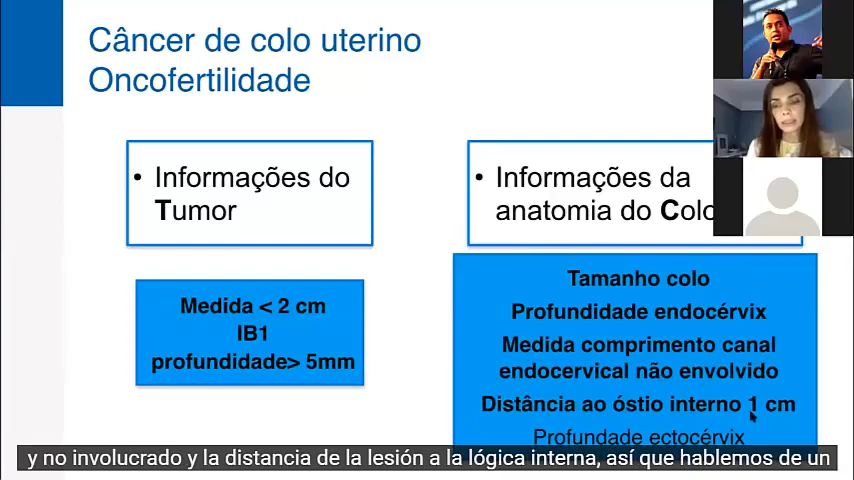 Câncer de colo uterino
Oncofertilidade
• Informações do
Tumor
• Informações da
anatomia do Colo
Medida < 2 cm
IB1
profundidade> 5mm
Tamanho colo
Profundidade endocérvix
Medida comprimento canal
endocervical não envolvido
Distância ao óstio interno 1 cm
Profundade ectocérvix
y no involucrado y la distancia de la lesión a la lógica interna, así que hablemos de un